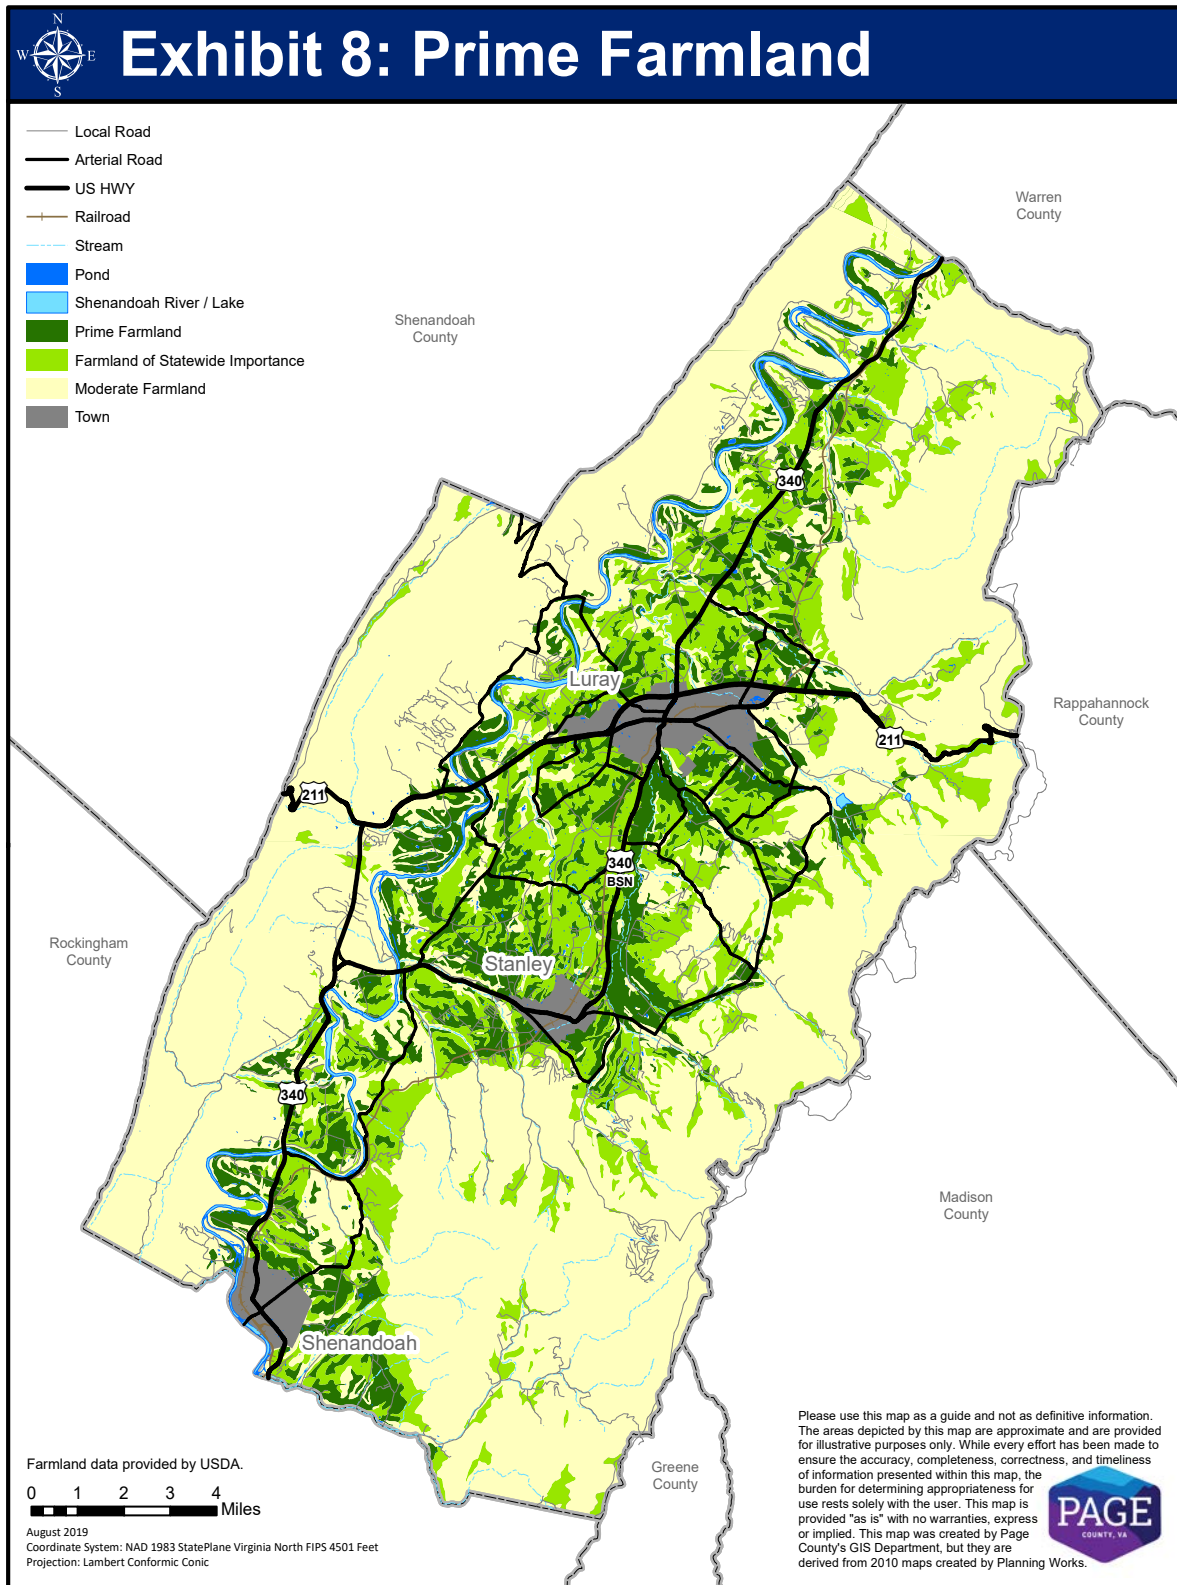 N
W E
S
Exhibit 8: Prime Farmland
Local Road
Arterial Road
US HWY
Railroad
Stream
Pond
Shenandoah River / Lake
Prime Farmland
Farmland of Statewide Importance
Moderate Farmland
Town
Warren
County
Shenandoah
County
340
Luray
Rappahannock
County
211
211
340
BSN
Rockingham
County
Stanley
340
Madison
County
Shenandoah
Greene
County
Please use this map as a guide and not as definitive information.
The areas depicted by this map are approximate and are provided
for illustrative purposes only. While every effort has been made to
ensure the accuracy, completeness, correctness, and timeliness
of information presented within this map, the
burden for determining appropriateness for
use rests solely with the user. This map is
provided "as is" with no warranties, express
or implied. This map was created by Page
County's GIS Department, but they are
derived from 2010 maps created by Planning Works.
PAGE
COUNTY, VA
Farmland data provided by USDA.
0 1 2 3 4
Miles
August 2019
Coordinate System: NAD 1983 StatePlane Virginia North FIPS 4501 Feet
Projection: Lambert Conformic Conic